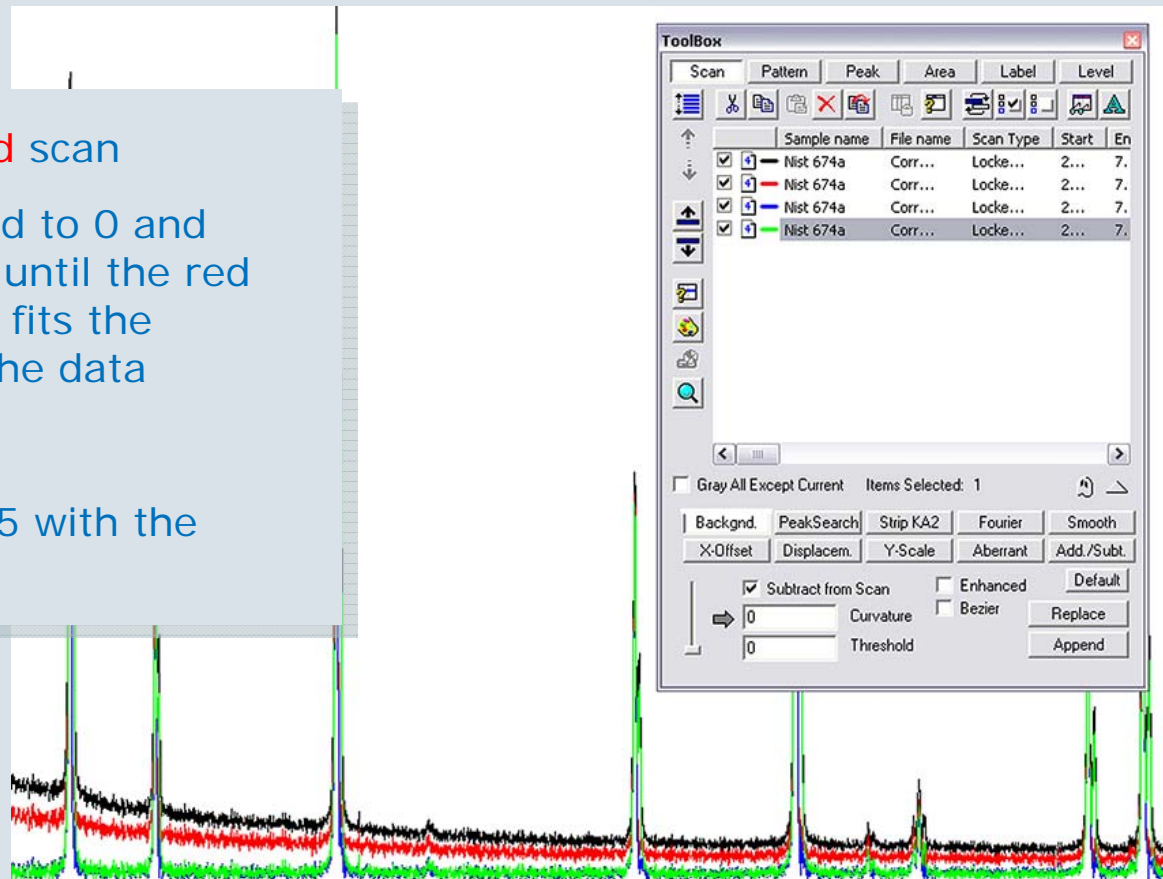 d scan
d to 0 and
until the red
fits the
he data
5 with the
ToolBox
Scan Pattern Peak Area Label Level
Sample name File name Scan Type Start En
Nist 674a Corr... Locke... 2... 7.
Nist 674a Corr... Locke... 2... 7.
Nist 674a Corr... Locke... 2... 7.
Nist 674a Corr... Locke... 2... 7.
Gray All Except Current Items Selected: 1
Backgnd. PeakSearch Strip KA2 Fourier Smooth
X-Offset Displacem. Y-Scale Aberrant Add./Subt.
Subtract from Scan Enhanced Default
0 Curvature Bezier Replace
0 Threshold Append